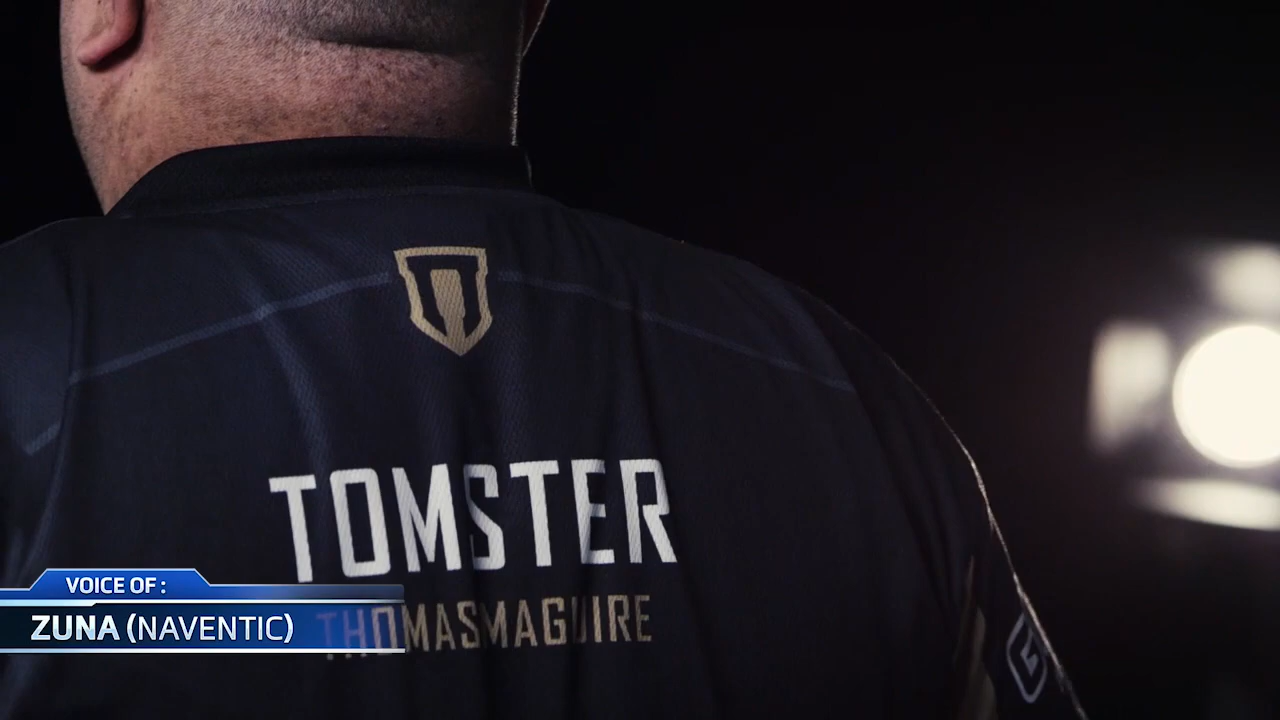 TOMSTER
THOMASMAGUIRE
VOICE OF :
ZUNA (NAVENTIC)